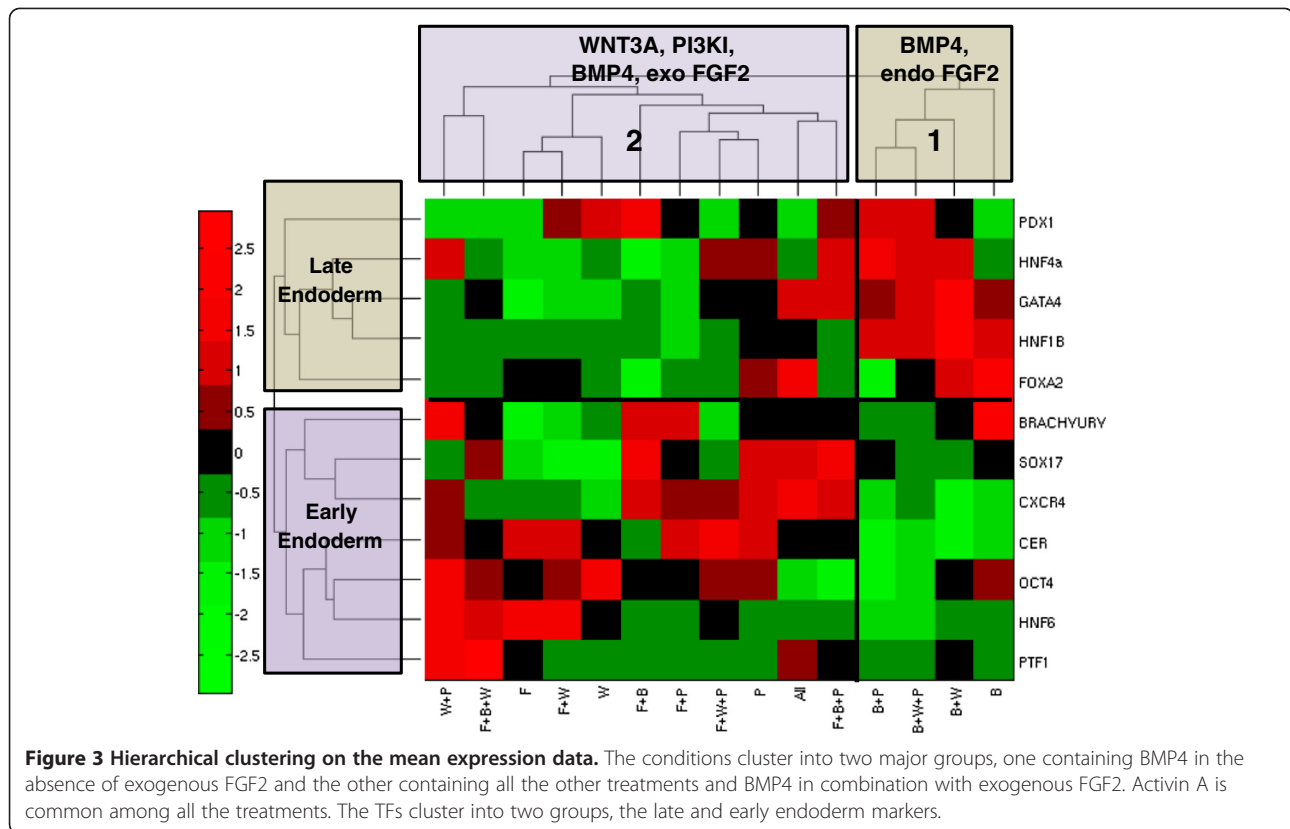 WNT3A, PI3KI,
BMP4, exo FGF2
BMP4,
endo FGF2
2
1
Late
Endoderm
Early
Endoderm
2.5
2
1.5
1
0.5
0
-0.5
-1
-1.5
-2
-2.5
PDX1
HNF4a
GATA4
HNF1B
FOXA2
BRACHYURY
SOX17
CXCR4
CER
OCT4
HNF6
PTF1
W+P
F+B+W
F
F+W
W
F+B
F+P
F+W+P
P
All
F+B+P
B+P
B+W+P
B+W
B
Figure 3 Hierarchical clustering on the mean expression data. The conditions cluster into two major groups, one containing BMP4 in the
absence of exogenous FGF2 and the other containing all the other treatments and BMP4 in combination with exogenous FGF2. Activin A is
common among all the treatments. The TFs cluster into two groups, the late and early endoderm markers.